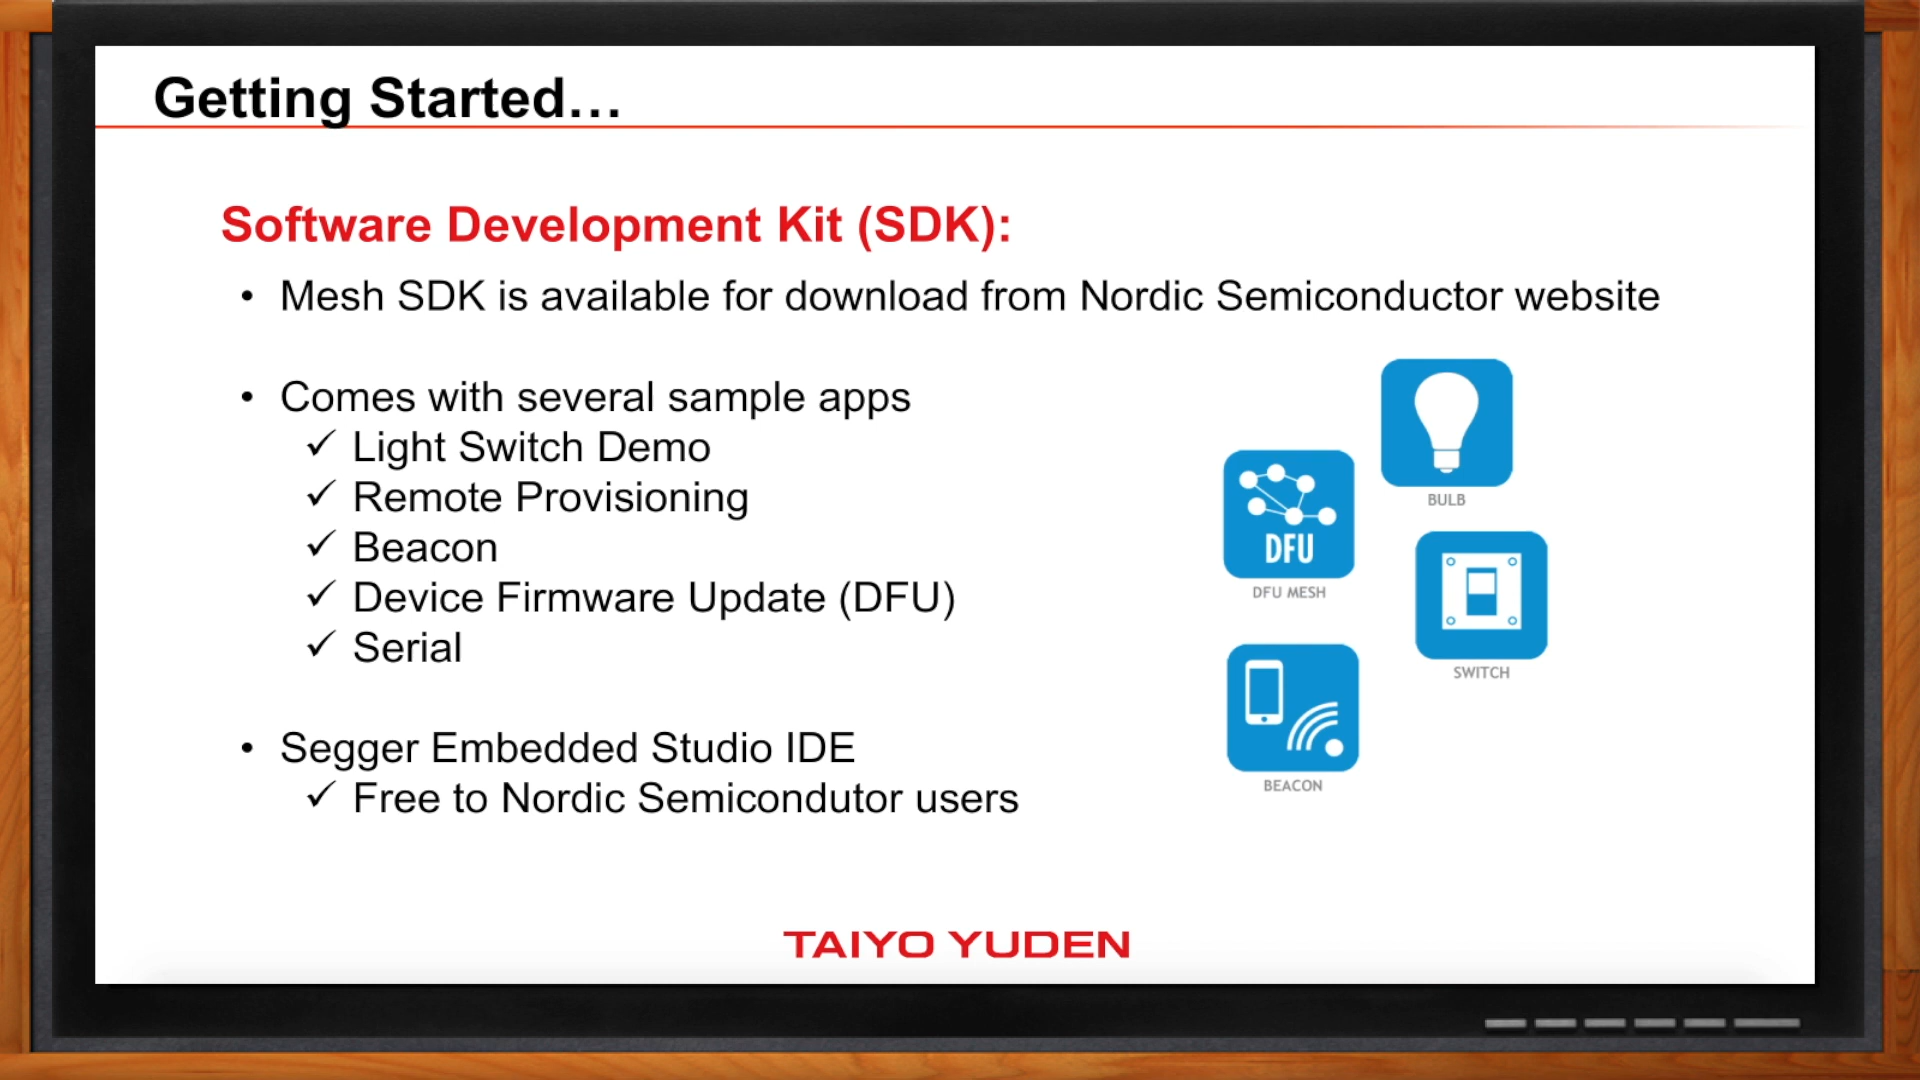 Getting Started...
Software Development Kit (SDK):
• Mesh SDK is available for download from Nordic Semiconductor website
• Comes with several sample apps
✓ Light Switch Demo
✓ Remote Provisioning
✓ Beacon
✓ Device Firmware Update (DFU)
✓ Serial
• Segger Embedded Studio IDE
✓ Free to Nordic Semicondutor users
BULB
DFU
DFU MESH
SWITCH
BEACON
TAIYO YUDEN